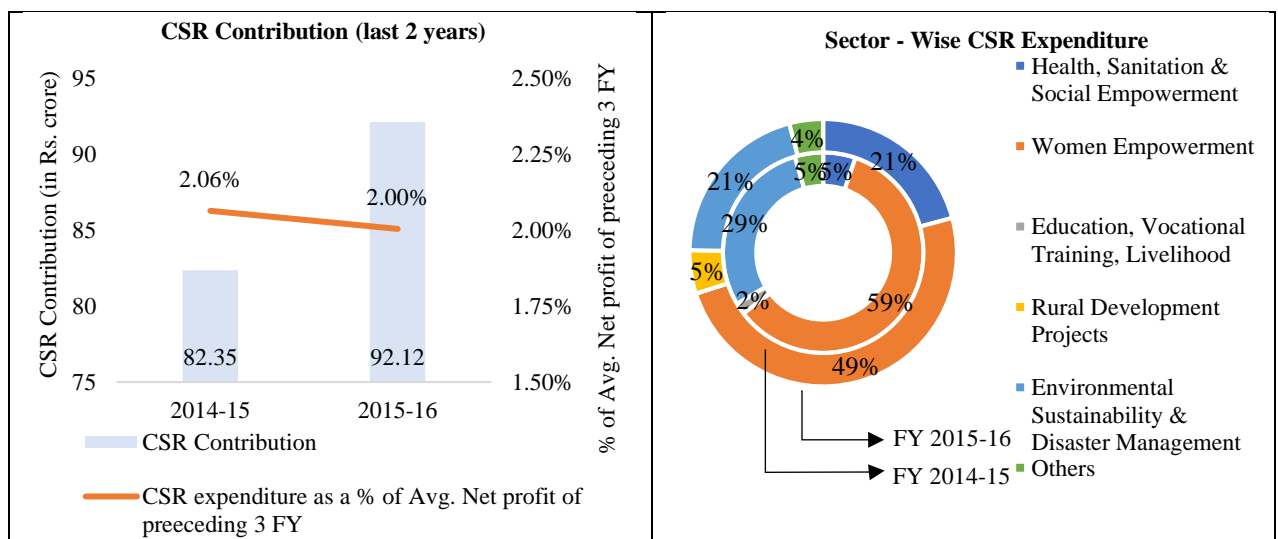 CSR Contribution (last 2 years)
CSR Contribution (in Rs. crore)
95
90
85
80
75
2.06%
2.00%
82.35
92.12
2014-15
2015-16
2.50%
2.25%
2.00%
1.75%
1.50%
% of Avg. Net profit of preeceding 3 FY
CSR Contribution
CSR expenditure as a % of Avg. Net profit of
preeceding 3 FY
Sector - Wise CSR Expenditure
4%
21%
5%
5%
21%
29%
5%
2%
59%
49%
FY 2015-16
FY 2014-15
Health, Sanitation &
Social Empowerment
Women Empowerment
Education, Vocational
Training, Livelihood
Rural Development
Projects
Environmental
Sustainability &
Disaster Management
Others